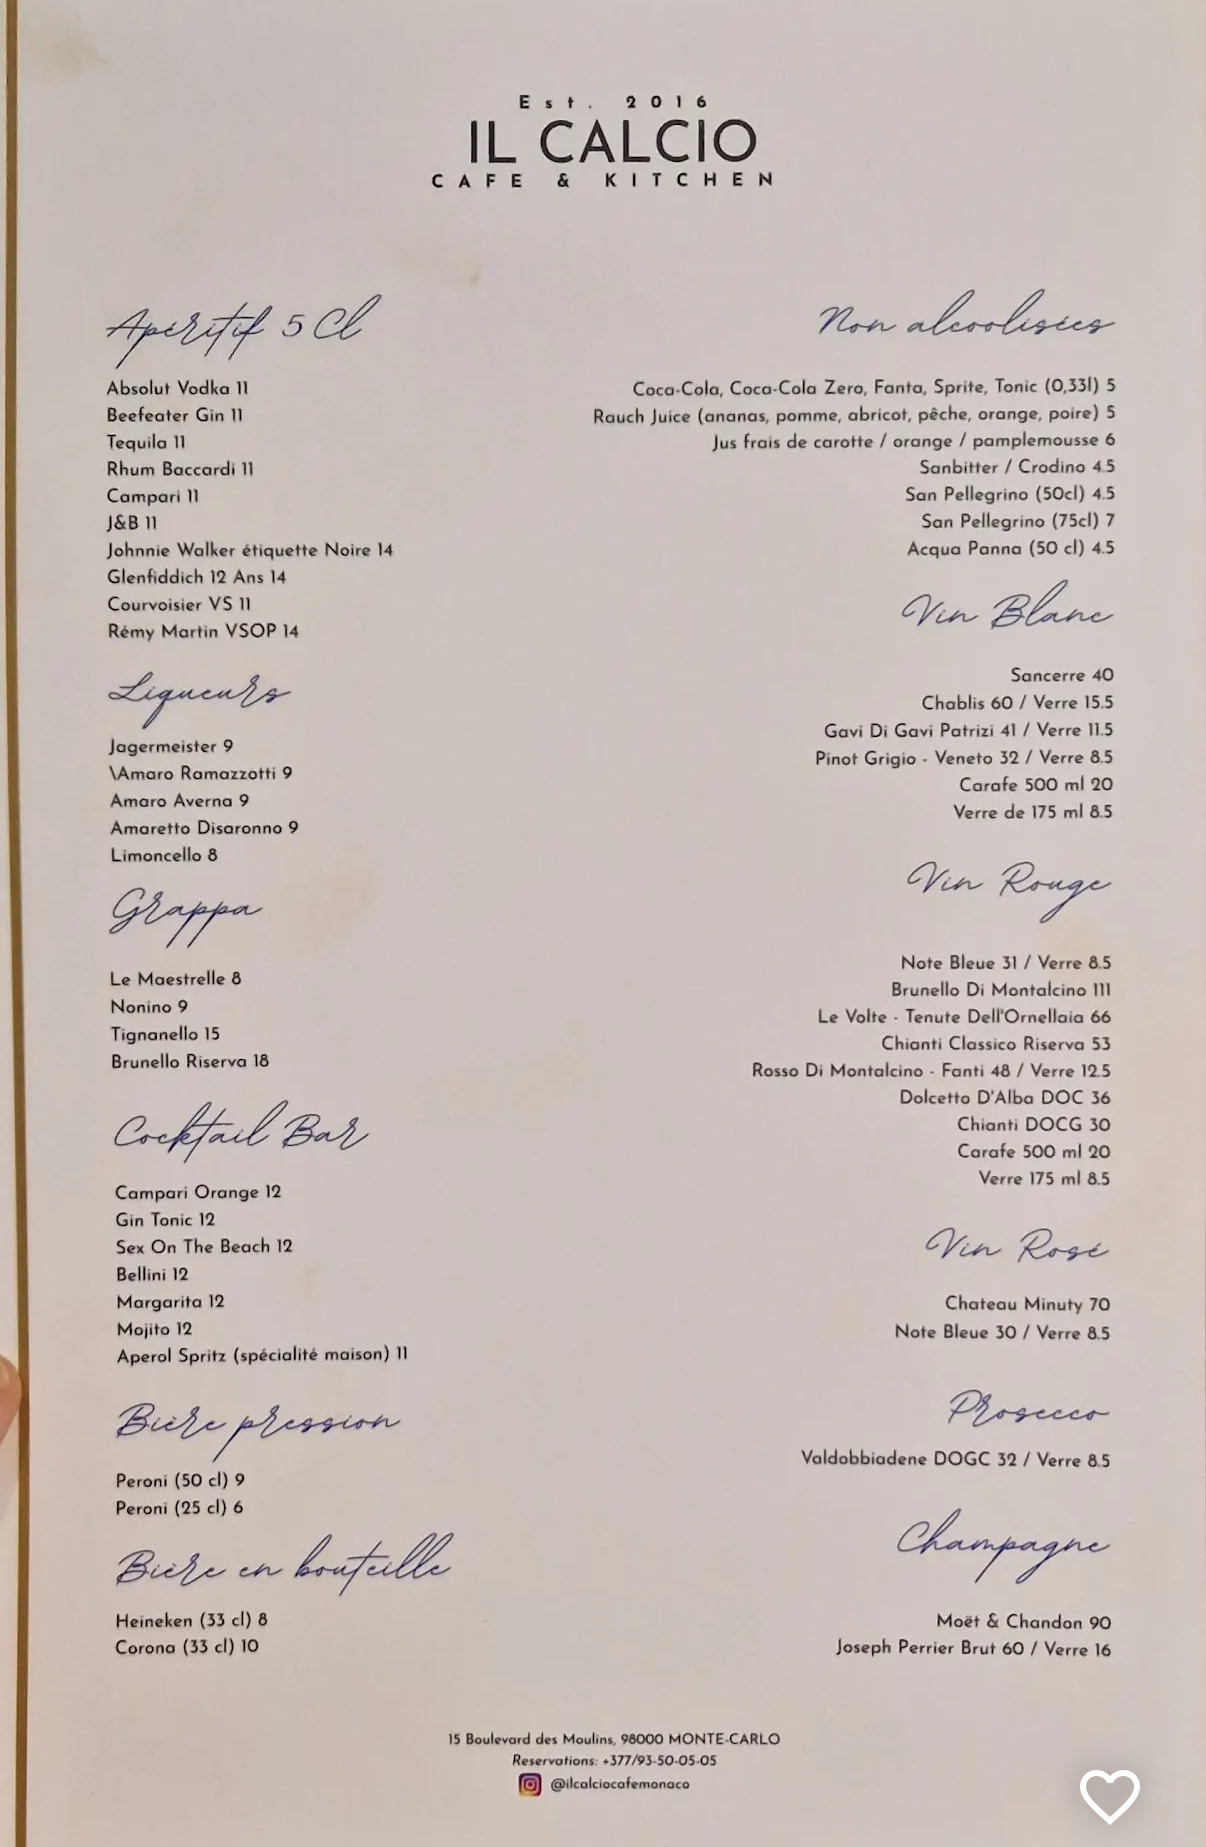 Est. 2016
IL CALCIO
CAFE & KITCHEN
Apéritif 5 Cl
Absolut Vodka 11
Beefeater Gin 11
Tequila 11
Rhum Baccardi 11
Campari 11
J&B 11
Johnnie Walker étiquette Noire 14
Glenfiddich 12 Ans 14
Courvoisier VS 11
Rémy Martin VSOP 14
Liqueurs
Jagermeister 9
\Amaro Ramazzotti 9
Amaro Averna 9
Amaretto Disaronno 9
Limoncello 8
Grappa
Le Maestrelle 8
Nonino 9
Tignanello 15
Brunello Riserva 18
Cocktail Bar
Campari Orange 12
Gin Tonic 12
Sex On The Beach 12
Bellini 12
Margarita 12
Mojito 12
Aperol Spritz (spécialité maison) 11
Bière pression
Peroni (50 cl) 9
Peroni (25 cl) 6
Bière en bouteille
Heineken (33 cl) 8
Corona (33 cl) 10
Non alcoolisées
Coca-Cola, Coca-Cola Zero, Fanta, Sprite, Tonic (0,33l) 5
Rauch Juice (ananas, pomme, abricot, pêche, orange, poire) 5
Jus frais de carotte / orange / pamplemousse 6
Sanbitter / Crodino 4.5
San Pellegrino (50cl) 4.5
San Pellegrino (75cl) 7
Acqua Panna (50 cl) 4.5
Vin Blanc
Sancerre 40
Chablis 60 / Verre 15.5
Gavi Di Gavi Patrizi 41 / Verre 11.5
Pinot Grigio - Veneto 32 / Verre 8.5
Carafe 500 ml 20
Verre de 175 ml 8.5
Vin Rouge
Note Bleue 31 / Verre 8.5
Brunello Di Montalcino 111
Le Volte - Tenute Dell'Ornellaia 66
Chianti Classico Riserva 53
Rosso Di Montalcino - Fanti 48 / Verre 12.5
Dolcetto D'Alba DOC 36
Chianti DOCG 30
Carafe 500 ml 20
Verre 175 ml 8.5
Vin Rosé
Chateau Minuty 70
Note Bleue 30 / Verre 8.5
Prosecco
Valdobbiadene DOGC 32 / Verre 8.5
Champagne
Moët & Chandon 90
Joseph Perrier Brut 60 / Verre 16
15 Boulevard des Moulins, 98000 MONTE-CARLO
Reservations: +377/93-50-05-05
@ilcalciocafemonaco